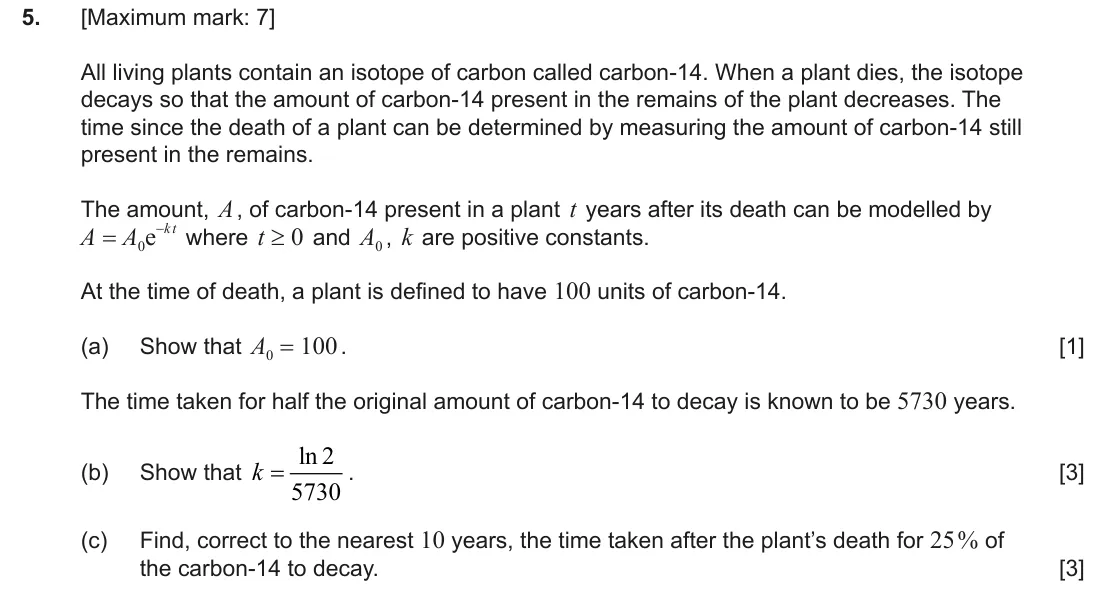 5. [Maximum mark: 7]
All living plants contain an isotope of carbon called carbon-14. When a plant dies, the isotope
decays so that the amount of carbon-14 present in the remains of the plant decreases. The
time since the death of a plant can be determined by measuring the amount of carbon-14 still
present in the remains.
The amount, A, of carbon-14 present in a plant t years after its death can be modelled by
A = A₀e^(−kt) where t ≥ 0 and A₀, k are positive constants.
At the time of death, a plant is defined to have 100 units of carbon-14.
(a) Show that A₀ = 100. [1]
The time taken for half the original amount of carbon-14 to decay is known to be 5730 years.
(b) Show that k = ln 2 / 5730. [3]
(c) Find, correct to the nearest 10 years, the time taken after the plant’s death for 25% of
the carbon-14 to decay. [3]